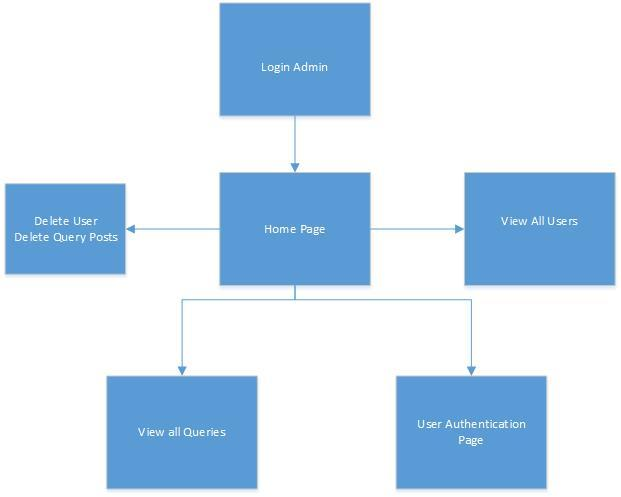 Login Admin
Delete User
Delete Query Posts
Home Page
View All Users
View all Queries
User Authentication
Page